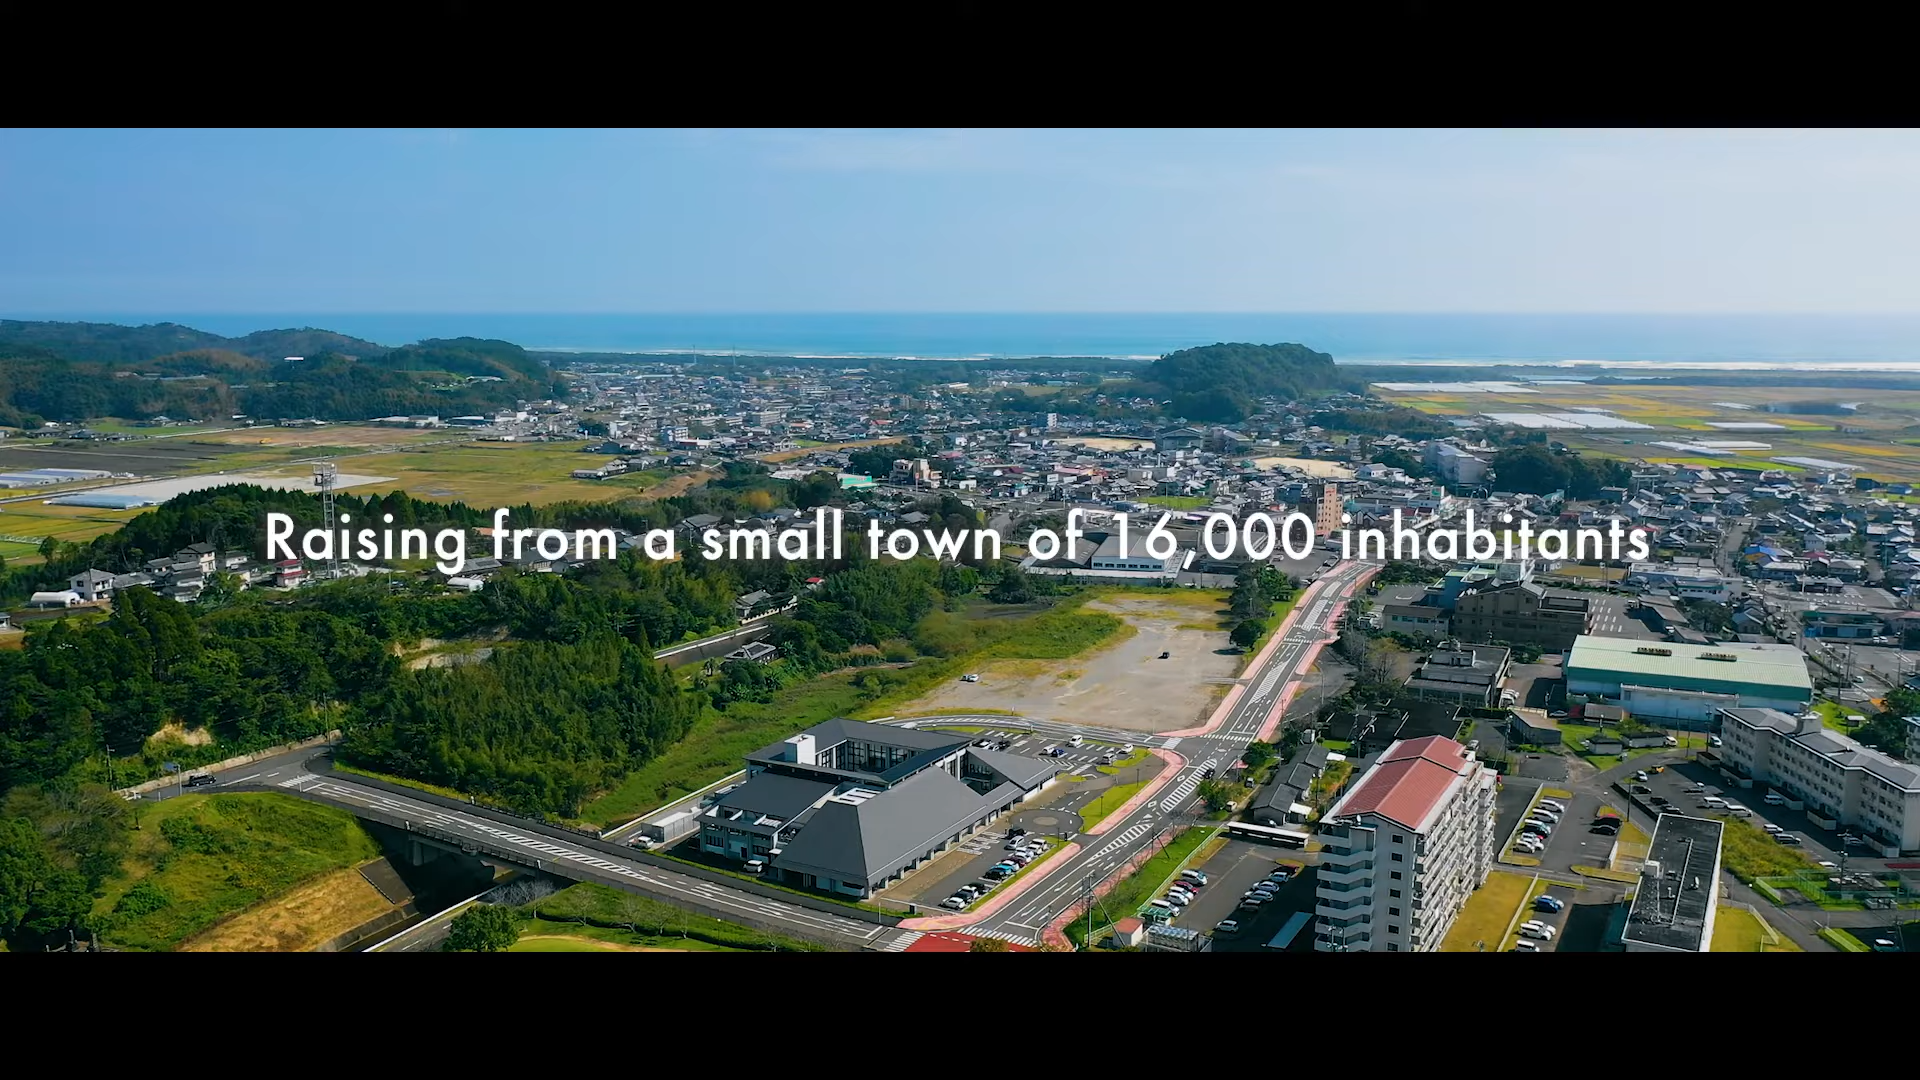 Raising from a small town of 16,000 inhabitants